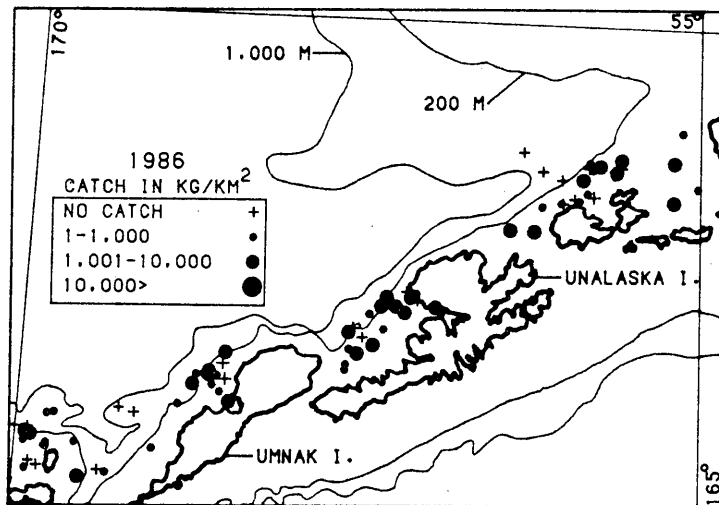 170°
55°
1.000 M
200 M
1986
CATCH IN KG/KM²
NO CATCH +
1-1.000
1.001-10.000
10.000>
UNALASKA I.
UMNAK I.
165°